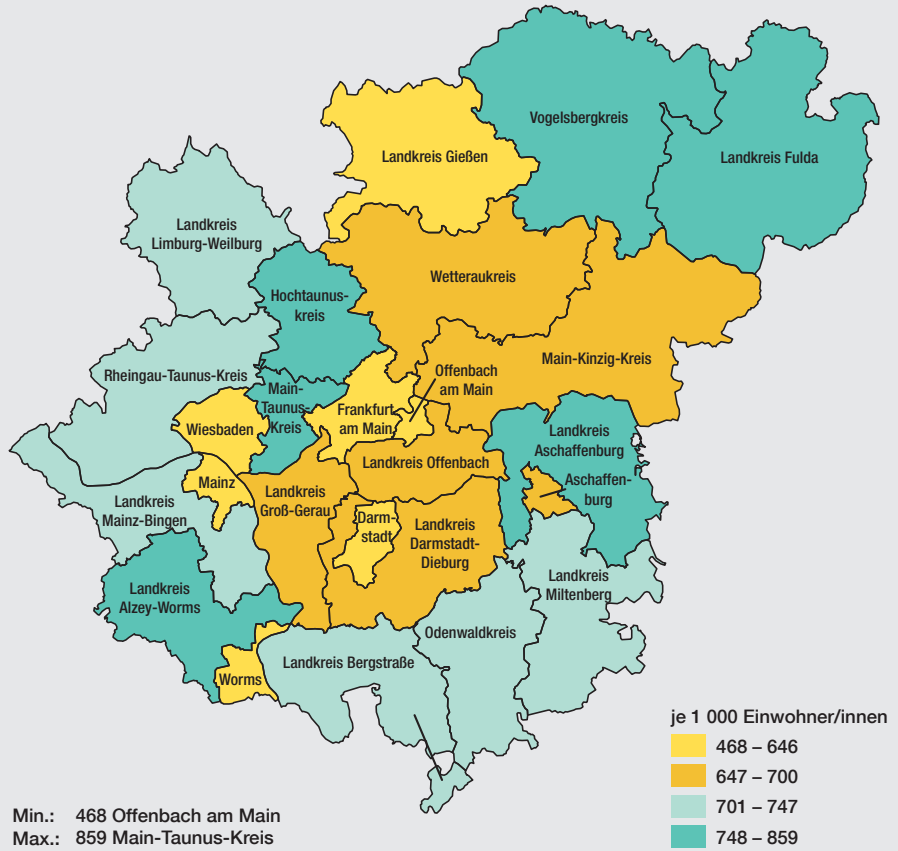 Vogelsbergkreis
Landkreis Gießen
Landkreis Fulda
Landkreis
Limburg-Weilburg
Wetteraukreis
Hochtaunus-
kreis
Main-Kinzig-Kreis
Rheingau-Taunus-Kreis
Offenbach
am Main
Main-
Taunus-
Kreis
Frankfurt
am Main
Wiesbaden
Landkreis
Aschaffenburg
Landkreis Offenbach
Mainz
Aschaffen-
burg
Landkreis
Groß-Gerau
Landkreis
Mainz-Bingen
Darm-
stadt
Landkreis
Darmstadt-
Dieburg
Landkreis
Miltenberg
Landkreis
Alzey-Worms
Odenwaldkreis
Landkreis Bergstraße
Worms
je 1 000 Einwohner/innen
468 – 646
647 – 700
701 – 747
748 – 859
Min.: 468 Offenbach am Main
Max.: 859 Main-Taunus-Kreis